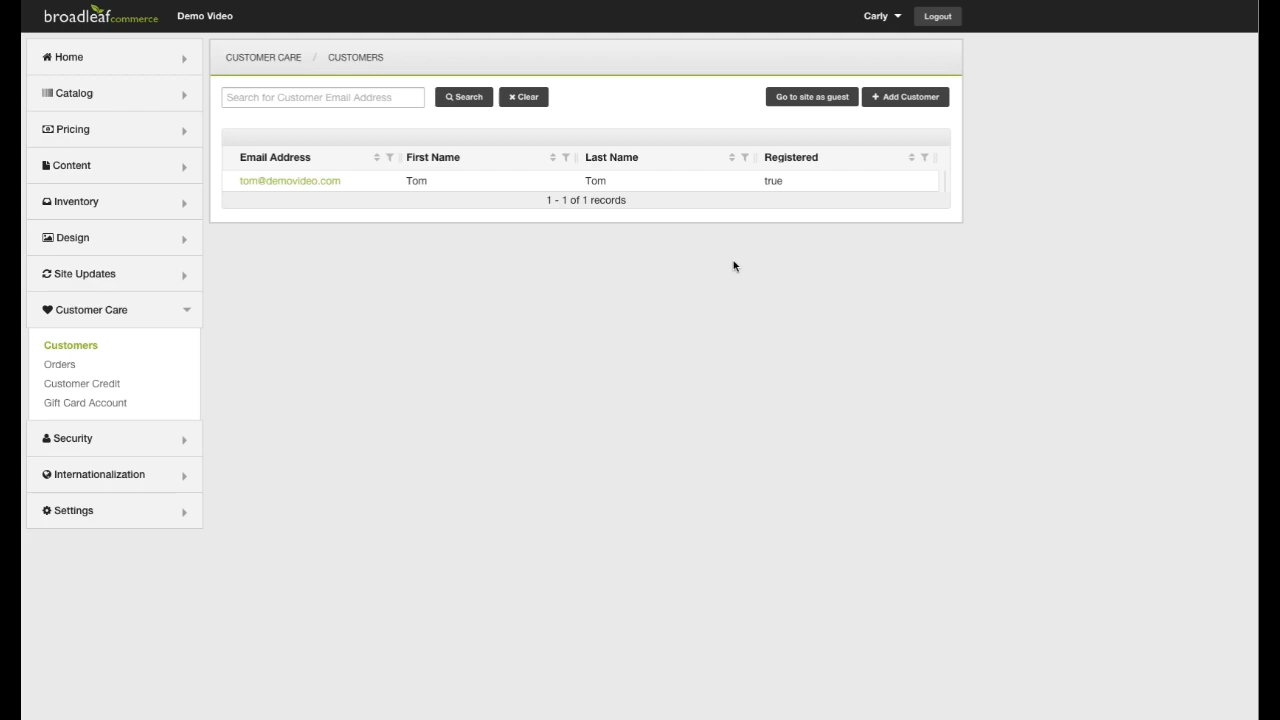 broadleafcommerce Demo Video Carly Logout
Home
Catalog
Pricing
Content
Inventory
Design
Site Updates
Customer Care
Customers
Orders
Customer Credit
Gift Card Account
Security
Internationalization
Settings
CUSTOMER CARE / CUSTOMERS
Search for Customer Email Address Search Clear Go to site as guest Add Customer
Email Address First Name Last Name Registered
tom@demovideo.com Tom Tom true
1 - 1 of 1 records